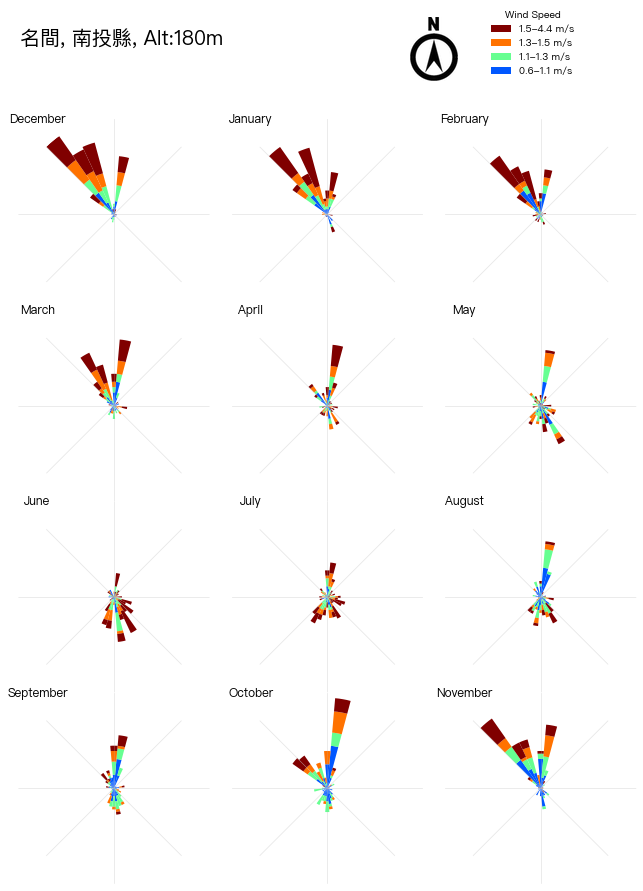 名間, 南投縣, Alt:180m
N
Wind Speed
1.5–4.4 m/s
1.3–1.5 m/s
1.1–1.3 m/s
0.6–1.1 m/s
December
January
February
March
April
May
June
July
August
September
October
November